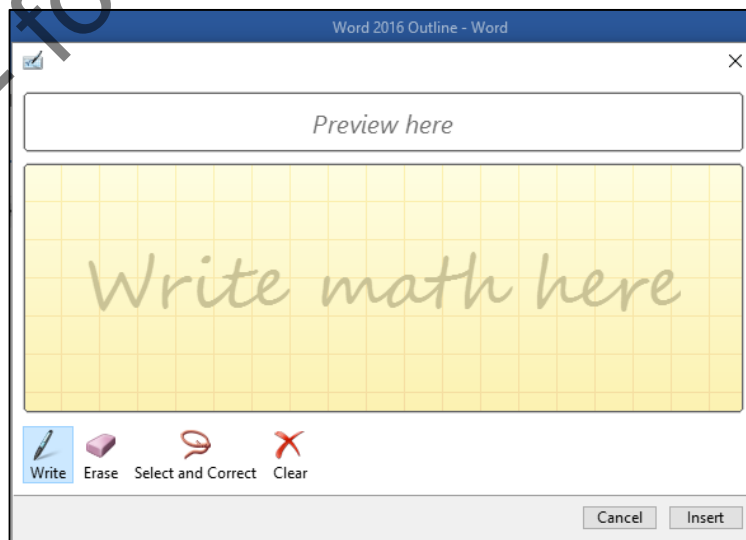 Word 2016 Outline - Word
Preview here
Write math here
Write Erase Select and Correct Clear
Cancel Insert